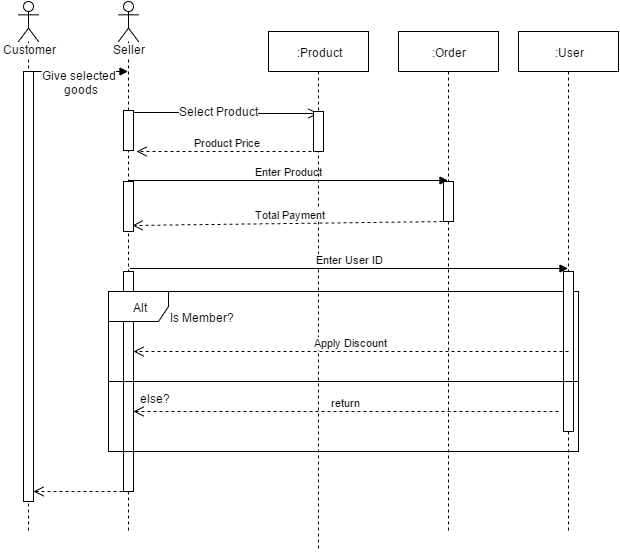 Customer
Seller
:Product
:Order
:User
Give selected
goods
Select Product
Product Price
Enter Product
Total Payment
Enter User ID
Alt
Is Member?
Apply Discount
else?
return